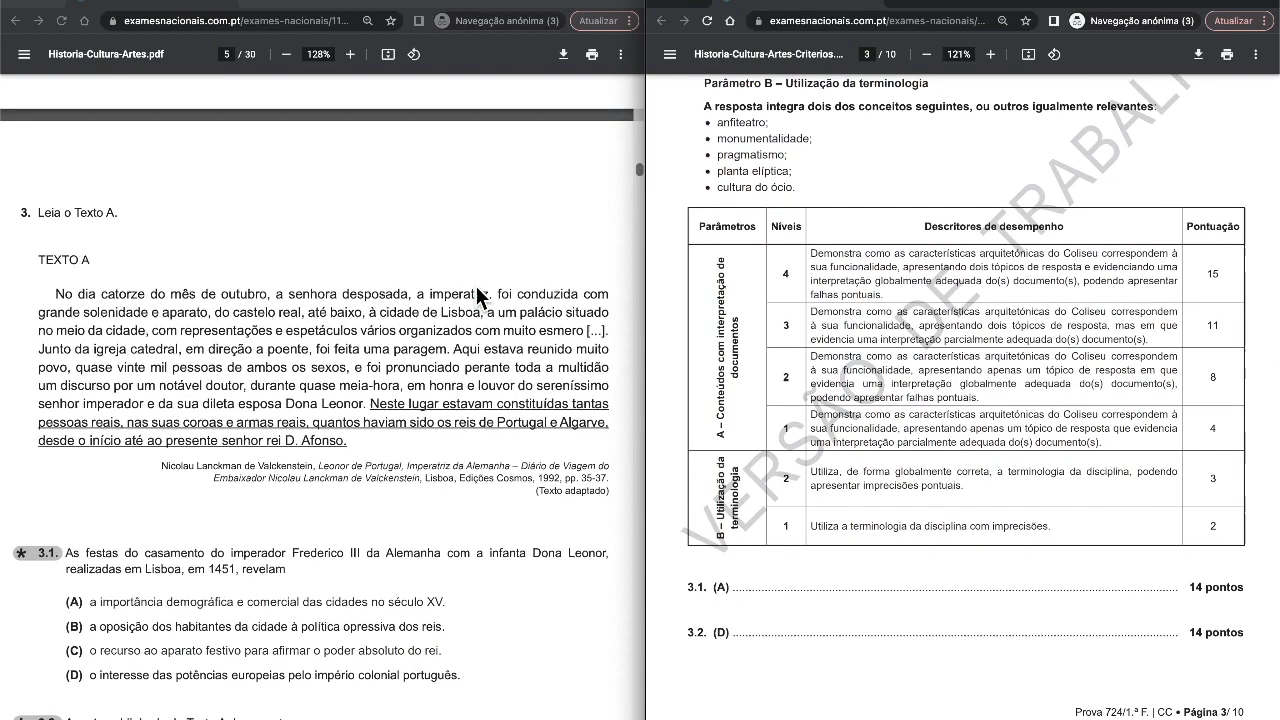 examesnacionais.com.pt/exames-nacionais/11...
Navegação anónima (3)
Atualizar
Historia-Cultura-Artes.pdf
5 / 30
128%
3. Leia o Texto A.
TEXTO A
No dia catorze do mês de outubro, a senhora desposada, a imperatriz, foi conduzida com
grande solenidade e aparato, do castelo real, até baixo, à cidade de Lisboa, a um palácio situado
no meio da cidade, com representações e espetáculos vários organizados com muito esmero [...].
Junto da igreja catedral, em direção a poente, foi feita uma paragem. Aqui estava reunido muito
povo, quase vinte mil pessoas de ambos os sexos, e foi pronunciado perante toda a multidão
um discurso por um notável doutor, durante quase meia-hora, em honra e louvor do sereníssimo
senhor imperador e da sua dileta esposa Dona Leonor. Neste lugar estavam constituídas tantas
pessoas reais, nas suas coroas e armas reais, quantos haviam sido os reis de Portugal e Algarve,
desde o início até ao presente senhor rei D. Afonso.
Nicolau Lanckman de Valckenstein, Leonor de Portugal, Imperatriz da Alemanha – Diário de Viagem do
Embaixador Nicolau Lanckman de Valckenstein, Lisboa, Edições Cosmos, 1992, pp. 35-37.
(Texto adaptado)
* 3.1. As festas do casamento do imperador Frederico III da Alemanha com a infanta Dona Leonor,
realizadas em Lisboa, em 1451, revelam
(A) a importância demográfica e comercial das cidades no século XV.
(B) a oposição dos habitantes da cidade à política opressiva dos reis.
(C) o recurso ao aparato festivo para afirmar o poder absoluto do rei.
(D) o interesse das potências europeias pelo império colonial português.
examesnacionais.com.pt/exames-nacionais/...
Navegação anónima (3)
Atualizar
Historia-Cultura-Artes-Criterios....
3 / 10
121%
Parâmetro B – Utilização da terminologia
A resposta integra dois dos conceitos seguintes, ou outros igualmente relevantes:
• anfiteatro;
• monumentalidade;
• pragmatismo;
• planta elíptica;
• cultura do ócio.
Parâmetros Níveis Descritores de desempenho Pontuação
A – Conteúdos com interpretação de
documentos
4
Demonstra como as características arquitetónicas do Coliseu correspondem à
sua funcionalidade, apresentando dois tópicos de resposta e evidenciando uma
interpretação globalmente adequada do(s) documento(s), podendo apresentar
falhas pontuais.
15
3
Demonstra como as características arquitetónicas do Coliseu correspondem
à sua funcionalidade, apresentando dois tópicos de resposta, mas em que
evidencia uma interpretação parcialmente adequada do(s) documento(s).
11
2
Demonstra como as características arquitetónicas do Coliseu correspondem
à sua funcionalidade, apresentando apenas um tópico de resposta em que
evidencia uma interpretação globalmente adequada do(s) documento(s),
podendo apresentar falhas pontuais.
8
1
Demonstra como as características arquitetónicas do Coliseu correspondem à sua
funcionalidade, apresentando apenas um tópico de resposta que evidencia
uma interpretação parcialmente adequada do(s) documento(s).
4
B – Utilização da
terminologia
2
Utiliza, de forma globalmente correta, a terminologia da disciplina, podendo
apresentar imprecisões pontuais.
3
1
Utiliza a terminologia da disciplina com imprecisões.
2
VERSÃO DE TRABAL
3.1. (A) ........ 14 pontos
3.2. (D) ........ 14 pontos
Prova 724/1.ª F. | CC • Página 3/ 10